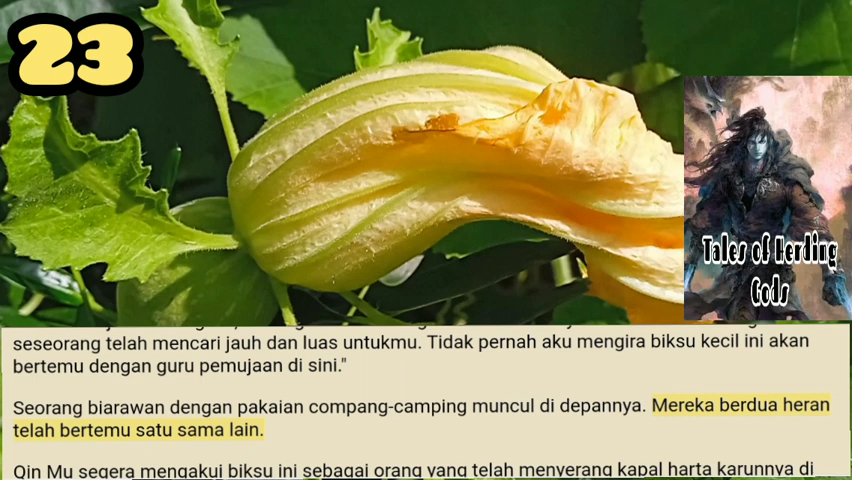 23
Tales of Herding
Gods
seseorang telah mencari jauh dan luas untukmu. Tidak pernah aku mengira biksu kecil ini akan
bertemu dengan guru pemujaan di sini."
Seorang biarawan dengan pakaian compang-camping muncul di depannya. Mereka berdua heran
telah bertemu satu sama lain.
Qin Mu segera mengakui biksu ini sebagai orang yang telah menyerang kapal harta karunnya di